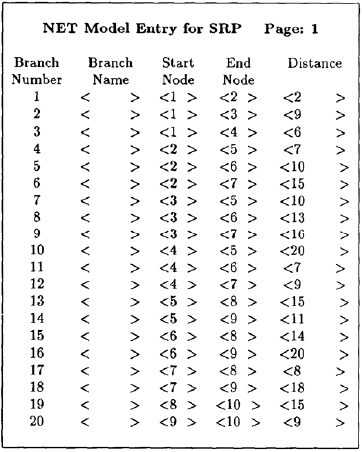 NET Model Entry for SRP Page: 1
Branch Branch Start End Distance
Number Name Node Node
1 < > <1 > <2 > <2 >
2 < > <1 > <3 > <9 >
3 < > <1 > <4 > <6 >
4 < > <2 > <5 > <7 >
5 < > <2 > <6 > <10 >
6 < > <2 > <7 > <15 >
7 < > <3 > <5 > <10 >
8 < > <3 > <6 > <13 >
9 < > <3 > <7 > <16 >
10 < > <4 > <5 > <20 >
11 < > <4 > <6 > <7 >
12 < > <4 > <7 > <9 >
13 < > <5 > <8 > <15 >
14 < > <5 > <9 > <11 >
15 < > <6 > <8 > <14 >
16 < > <6 > <9 > <20 >
17 < > <7 > <8 > <8 >
18 < > <7 > <9 > <18 >
19 < > <8 > <10 > <15 >
20 < > <9 > <10 > <9 >